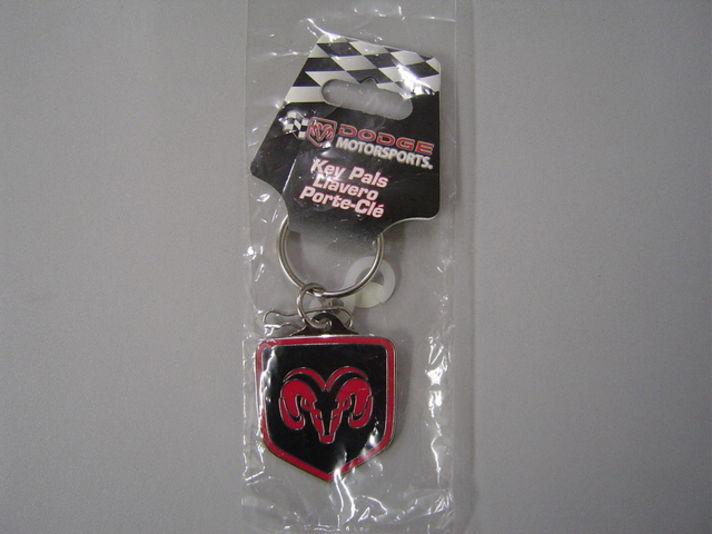 DODGE
MOTORSPORTS®
Key Pals
Llavero
Porte-Clé